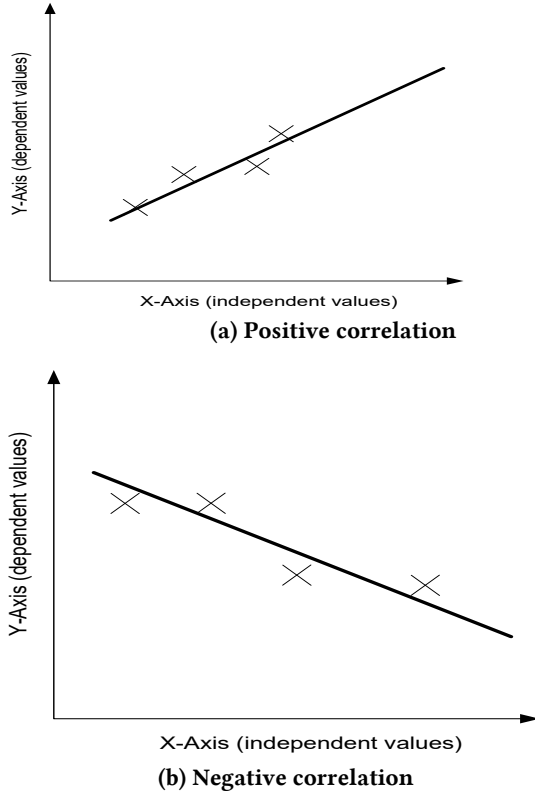 Y-Axis (dependent values)
X-Axis (independent values)
(a) Positive correlation
Y-Axis (dependent values)
X-Axis (independent values)
(b) Negative correlation